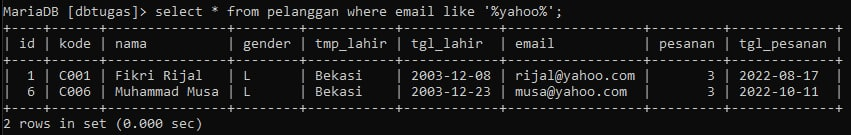 MariaDB [dbtugas]> select * from pelanggan where email like '%yahoo%';
+----+------+---------------+--------+-----------+------------+-----------------+---------+-------------+
| id | kode | nama          | gender | tmp_lahir | tgl_lahir  | email           | pesanan | tgl_pesanan |
+----+------+---------------+--------+-----------+------------+-----------------+---------+-------------+
|  1 | C001 | Fikri Rijal   | L      | Bekasi    | 2003-12-08 | rijal@yahoo.com |       3 | 2022-08-17  |
|  6 | C006 | Muhammad Musa | L      | Bekasi    | 2003-12-23 | musa@yahoo.com  |       3 | 2022-10-11  |
+----+------+---------------+--------+-----------+------------+-----------------+---------+-------------+
2 rows in set (0.000 sec)